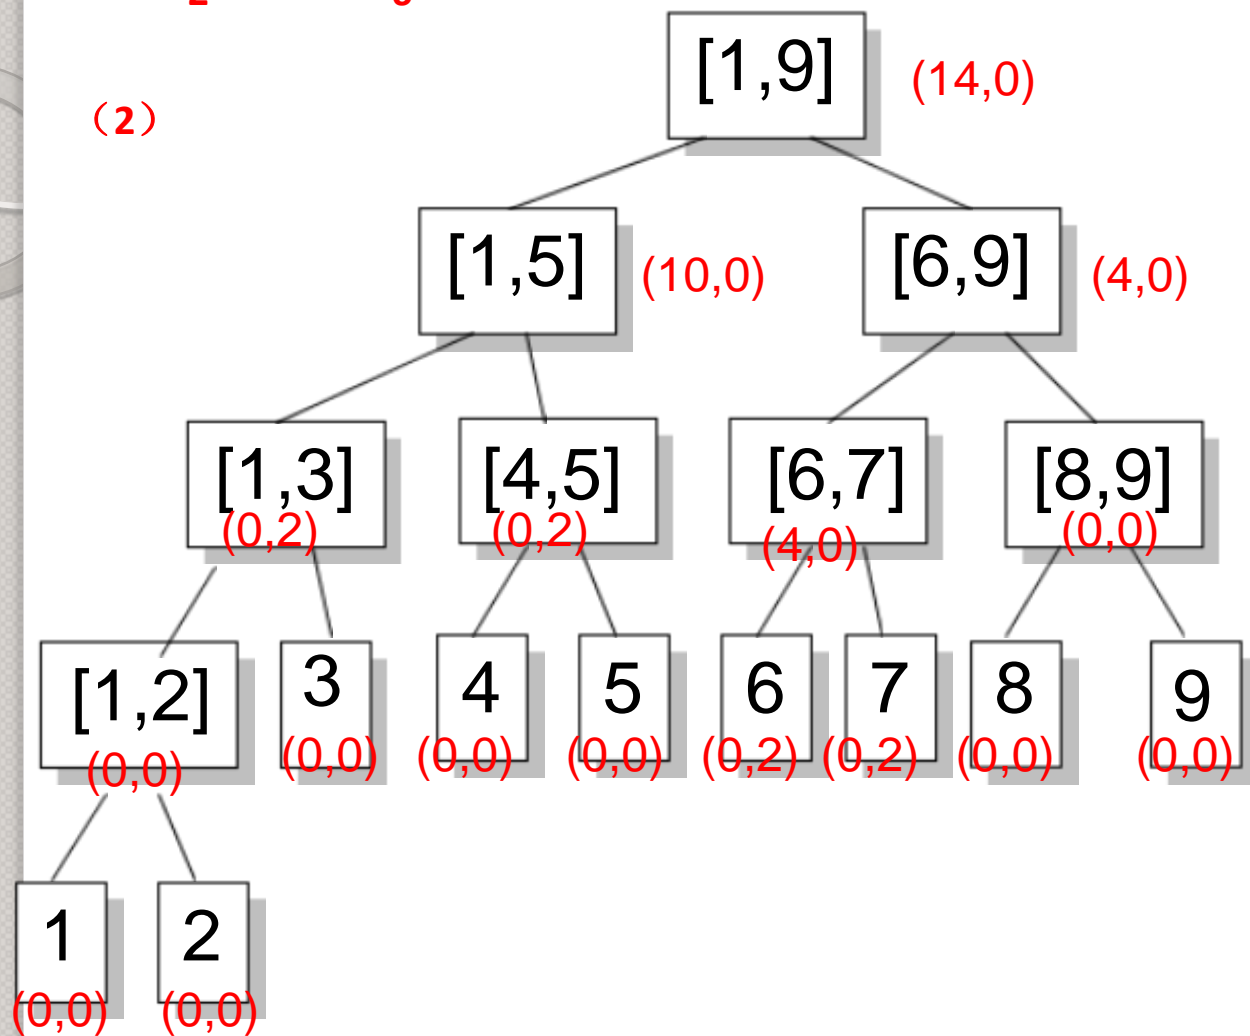 [1,9] (14,0)
（2）
[1,5] (10,0) [6,9] (4,0)
[1,3] [4,5] [6,7] [8,9]
(0,2) (0,2) (4,0) (0,0)
[1,2] 3 4 5 6 7 8 9
(0,0) (0,0) (0,0) (0,0) (0,2) (0,2) (0,0) (0,0)
1 2
(0,0) (0,0)